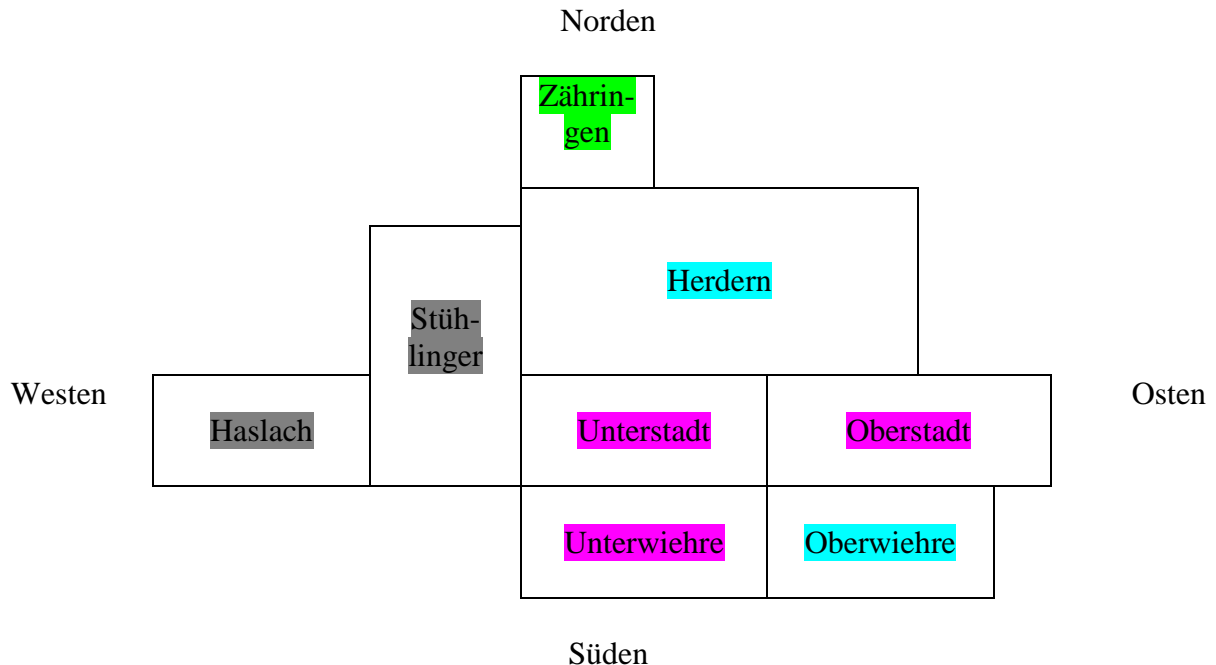 Norden
Zährin-
gen
Herdern
Stüh-
linger
Westen
Osten
Haslach
Unterstadt
Oberstadt
Unterwiehre
Oberwiehre
Süden